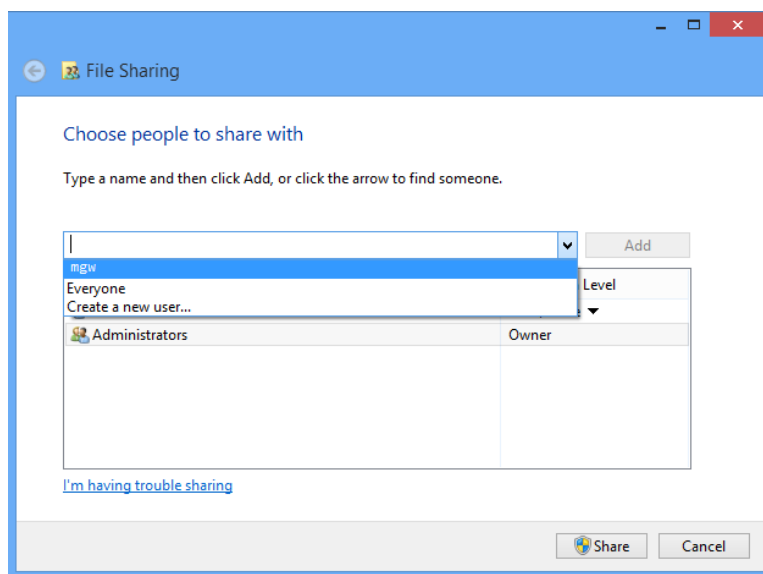 File Sharing
Choose people to share with
Type a name and then click Add, or click the arrow to find someone.
Add
mgw
Everyone
Create a new user...
Level
Administrators Owner
I'm having trouble sharing
Share Cancel